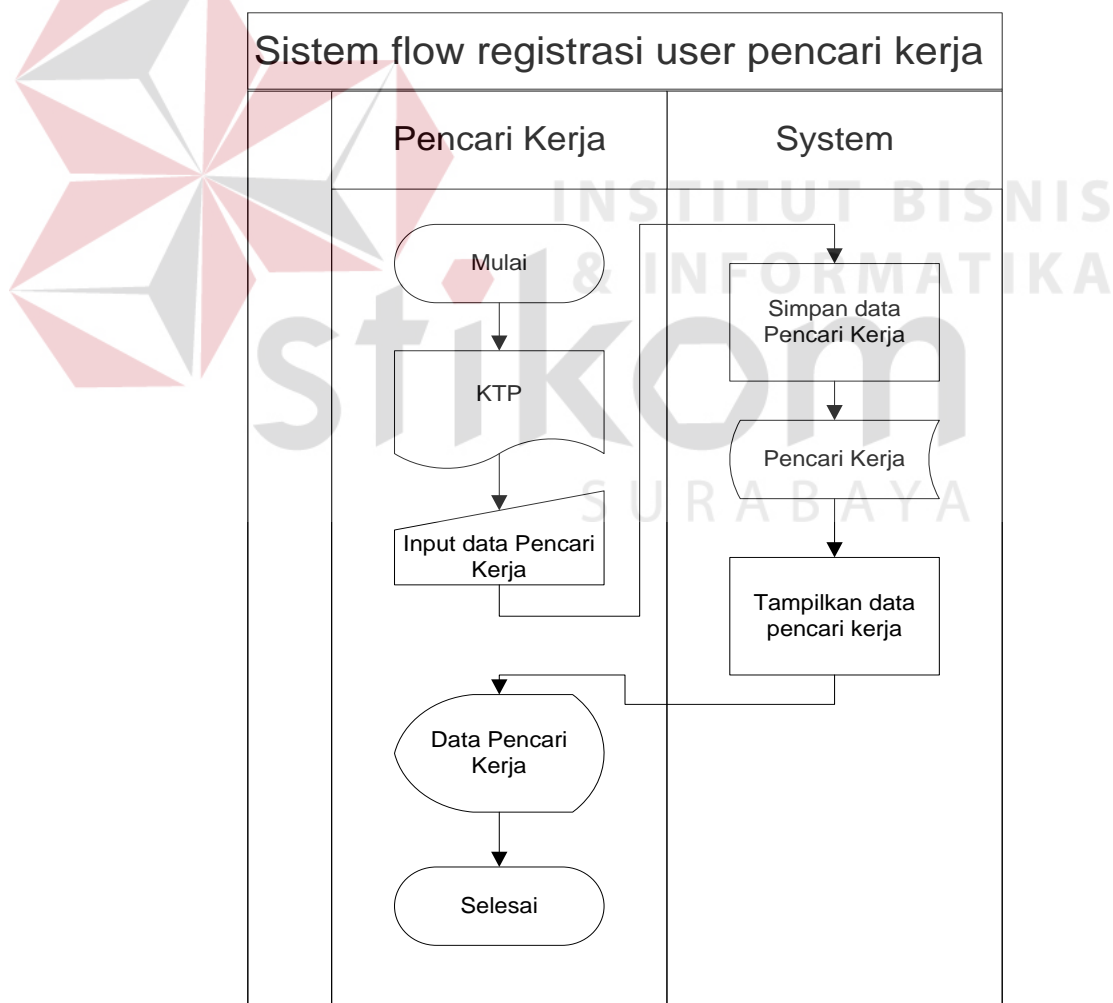 Sistem flow registrasi user pencari kerja
Pencari Kerja
System
INSTITUT BISNIS
& INFORMATIKA
stikom
SURABAYA
Mulai
KTP
Input data Pencari
Kerja
Simpan data
Pencari Kerja
Pencari Kerja
Tampilkan data
pencari kerja
Data Pencari
Kerja
Selesai